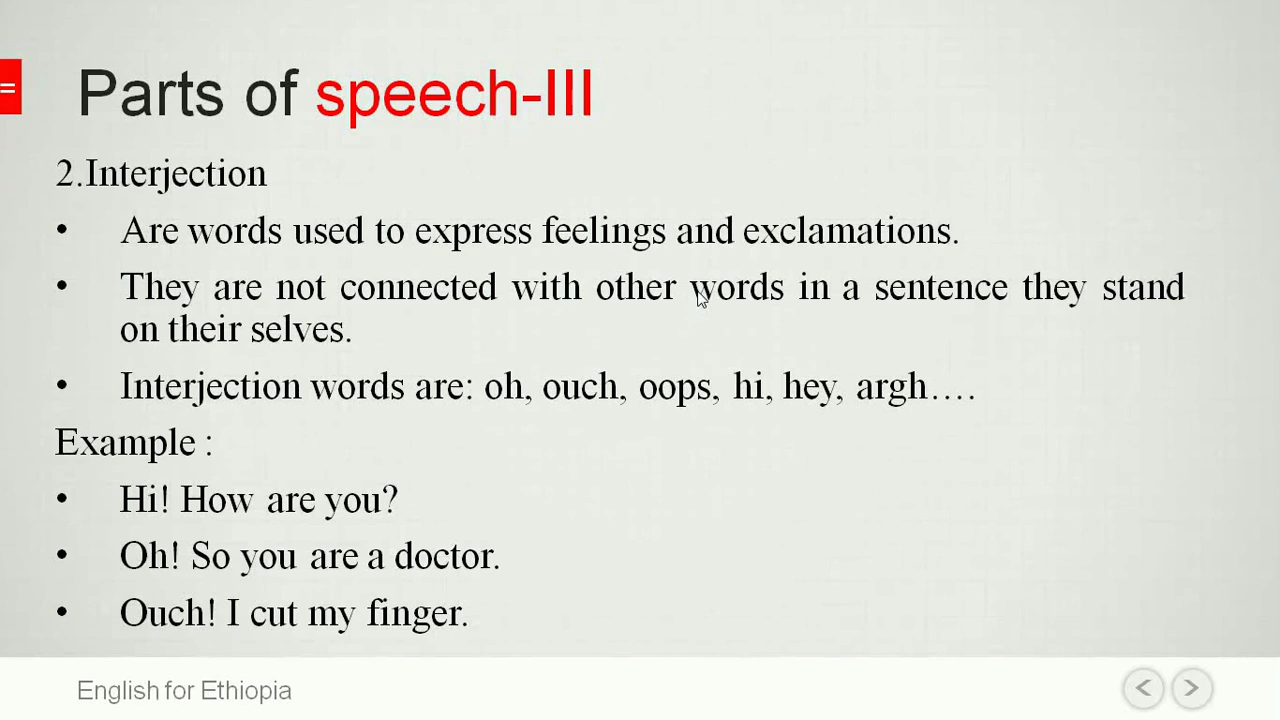 =
Parts of speech-III
2.Interjection
• Are words used to express feelings and exclamations.
• They are not connected with other words in a sentence they stand
on their selves.
• Interjection words are: oh, ouch, oops, hi, hey, argh….
Example :
• Hi! How are you?
• Oh! So you are a doctor.
• Ouch! I cut my finger.
English for Ethiopia